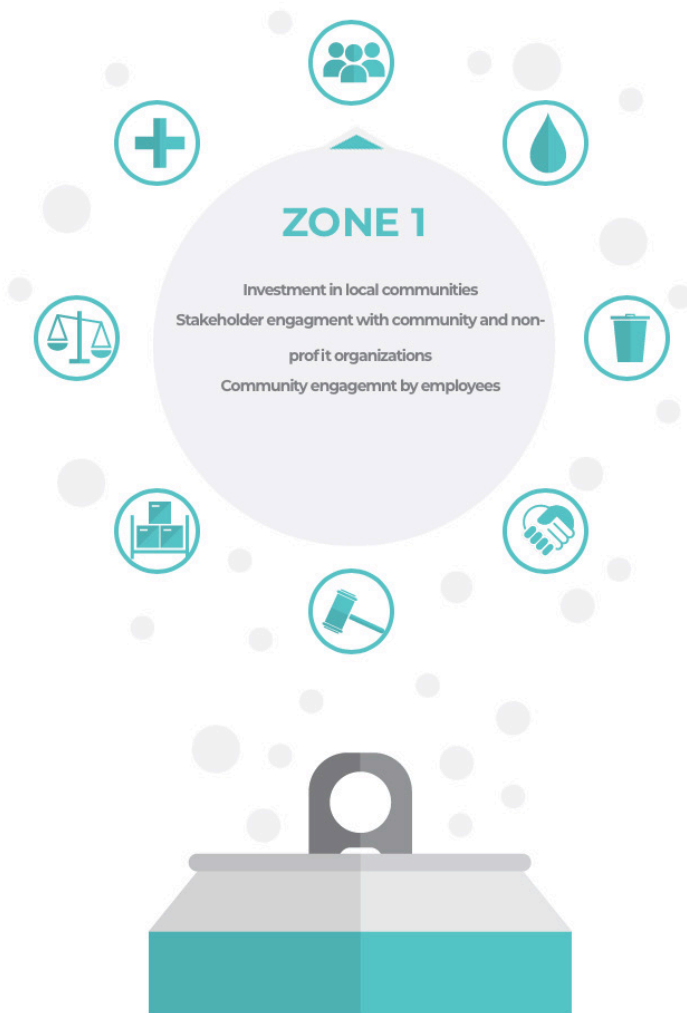 ZONE 1
Investment in local communities
Stakeholder engagment with community and non-
profit organizations
Community engagemnt by employees